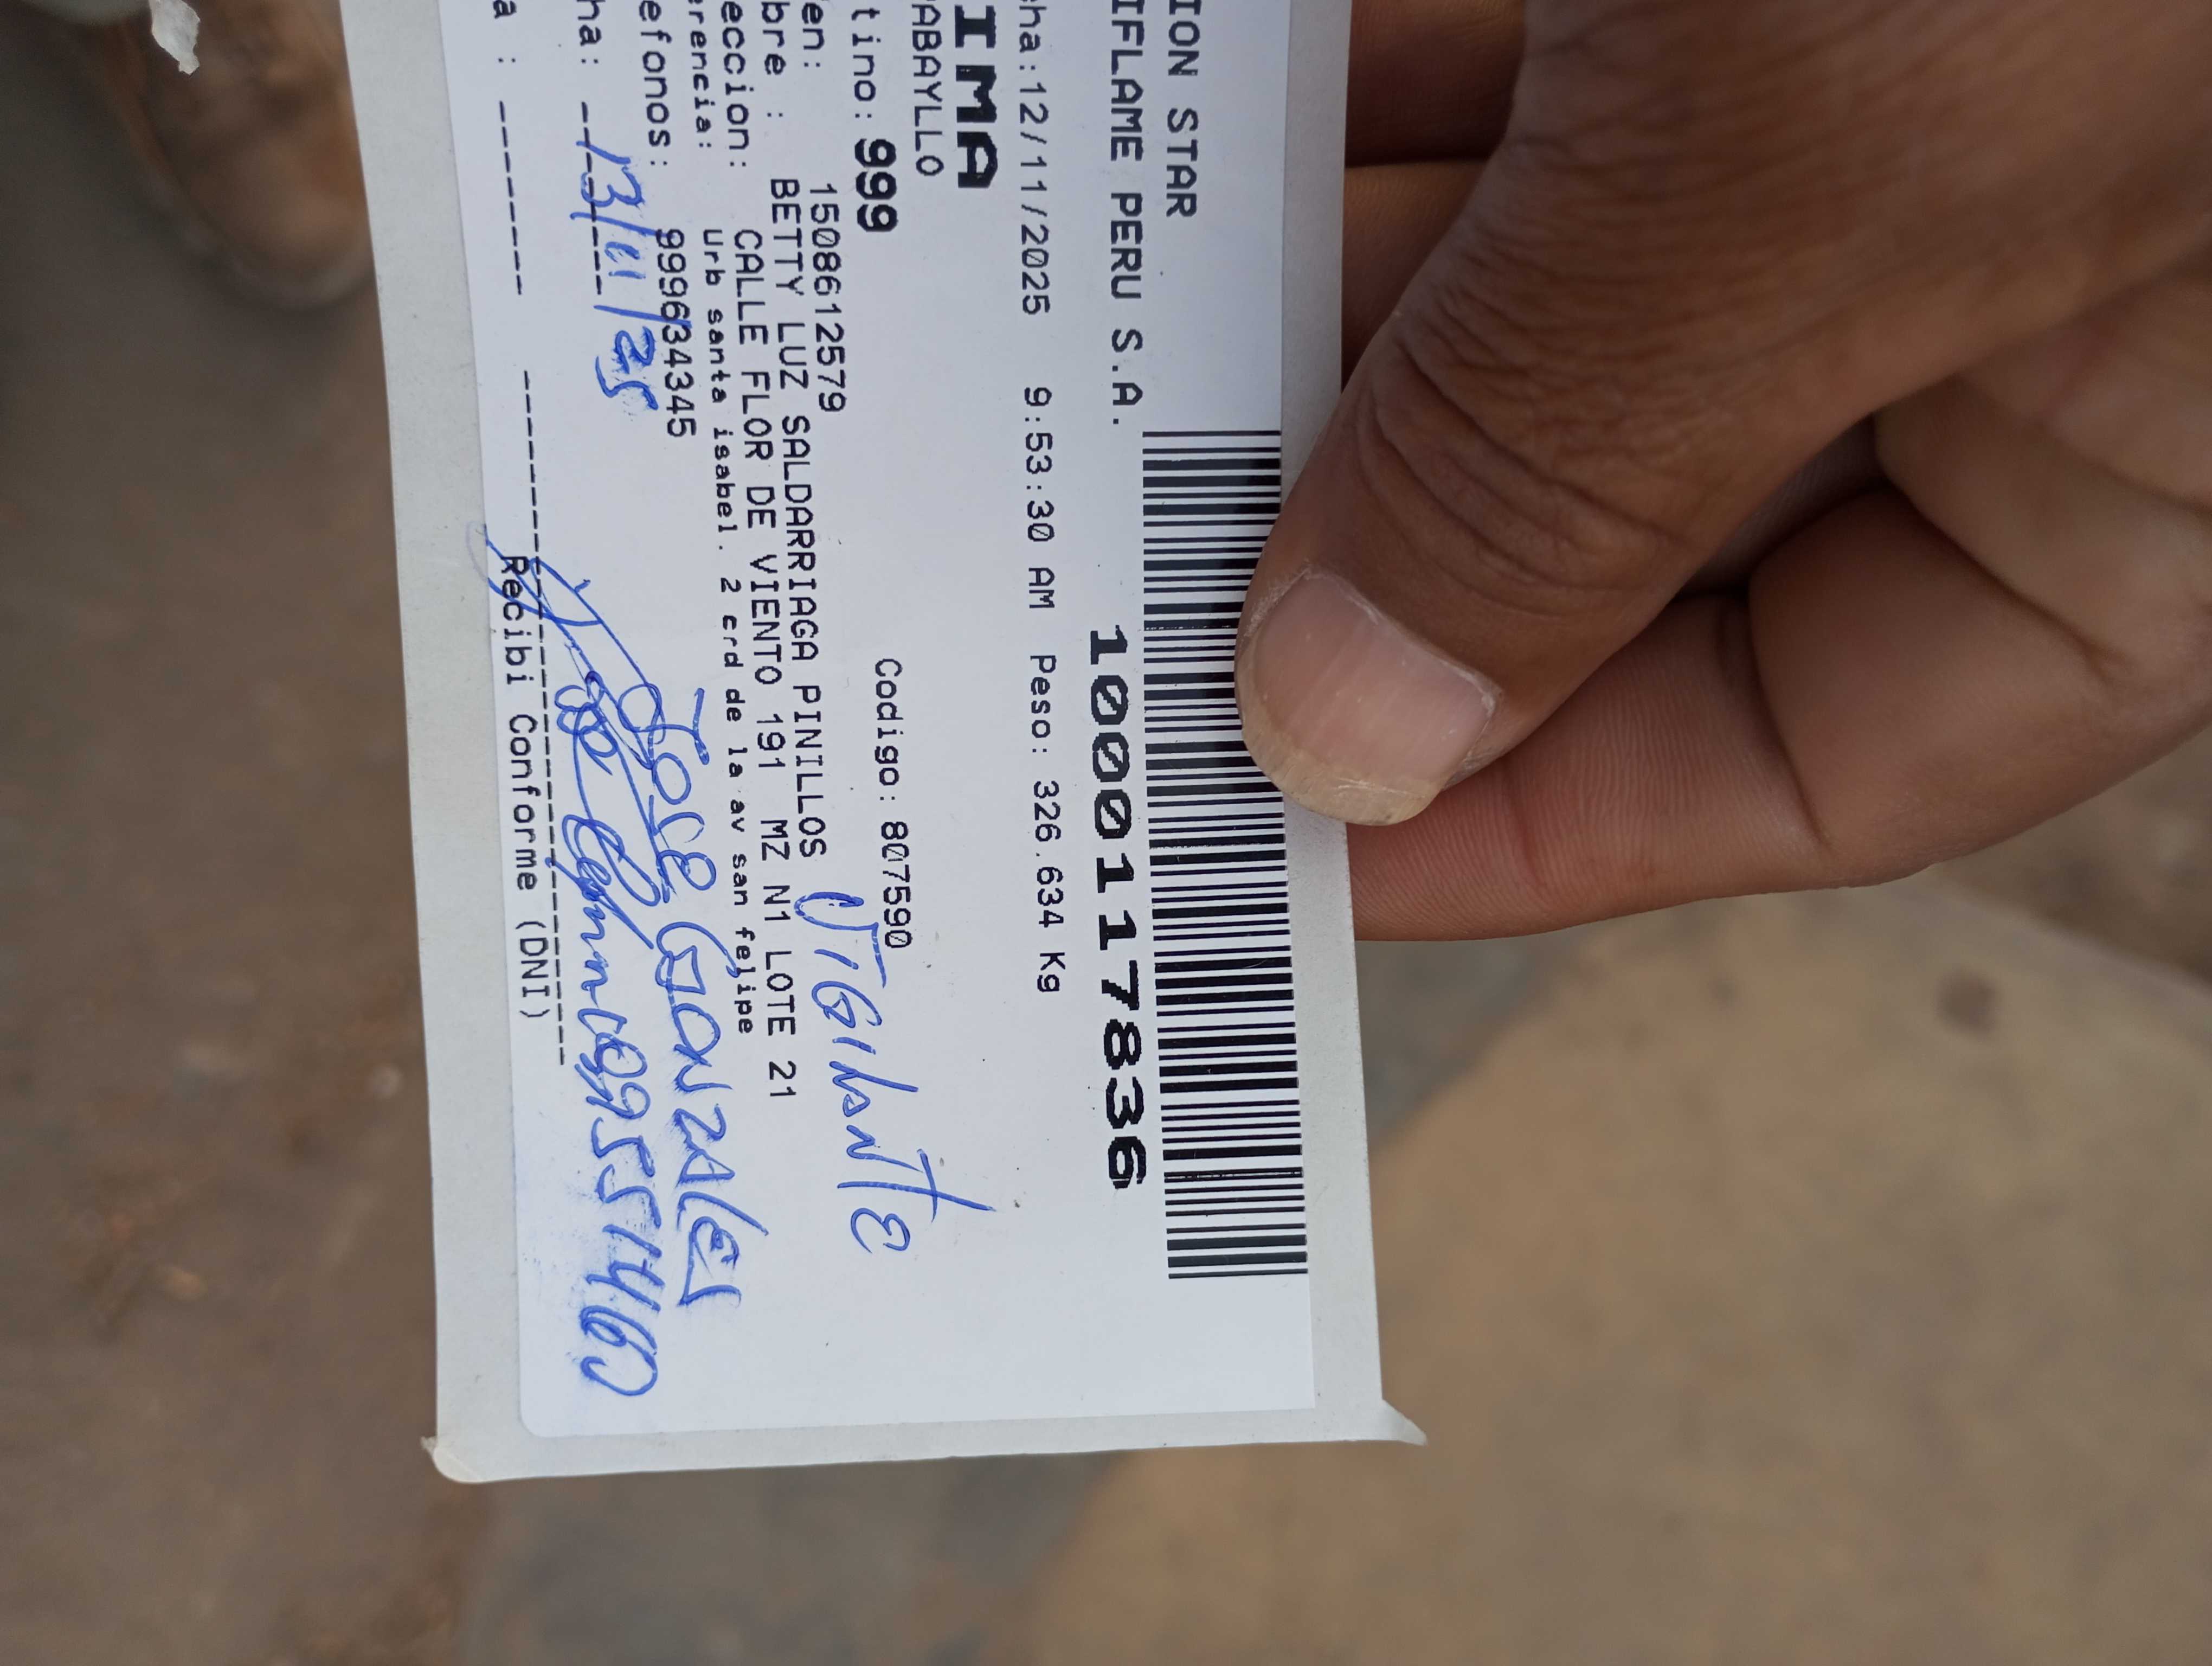 ION STAR
IFLAME PERU S.A.
10001117836
ha:12/11/2025 9:53:30 AM Peso: 326.634 Kg
IMA
ABAYLLO
tino: 999 Codigo: 807590
en: 1508612579
bre : BETTY LUZ SALDARRIAGA PINILLOS
VIGILANTE
eccion: CALLE FLOR DE VIENTO 191 MZ N1 LOTE 21
erencia: Urb santa isabel. 2 crd de la av san felipe
efonos: 999634345
JOSE GONZALES
ha: 13/11/25
a :
Recibi Conforme (DNI)